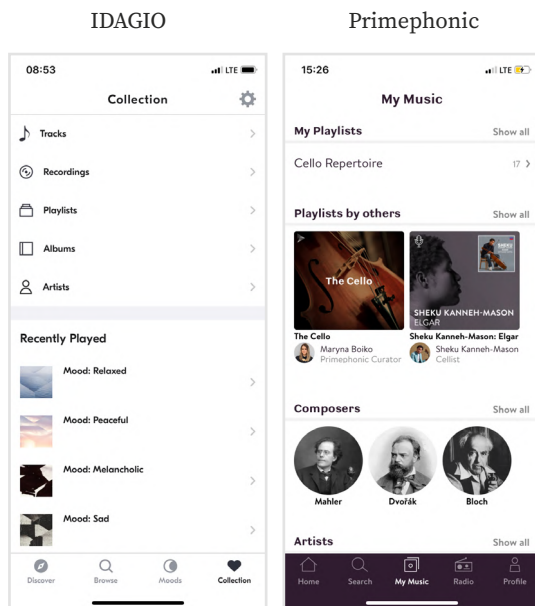 IDAGIO
08:53
LTE
Collection
Tracks
Recordings
Playlists
Albums
Artists
Recently Played
Mood: Relaxed
Mood: Peaceful
Mood: Melancholic
Mood: Sad
Discover
Browse
Moods
Collection
Primephonic
15:26
LTE
My Music
My Playlists
Show all
Cello Repertoire
17
Playlists by others
Show all
The Cello
SHEKU KANNEH-MASON
ELGAR
The Cello
Maryna Boiko
Primephonic Curator
Sheku Kanneh-Mason: Elgar
Sheku Kanneh-Mason
Cellist
Composers
Show all
Mahler
Dvořák
Bloch
Artists
Show all
Home
Search
My Music
Radio
Profile